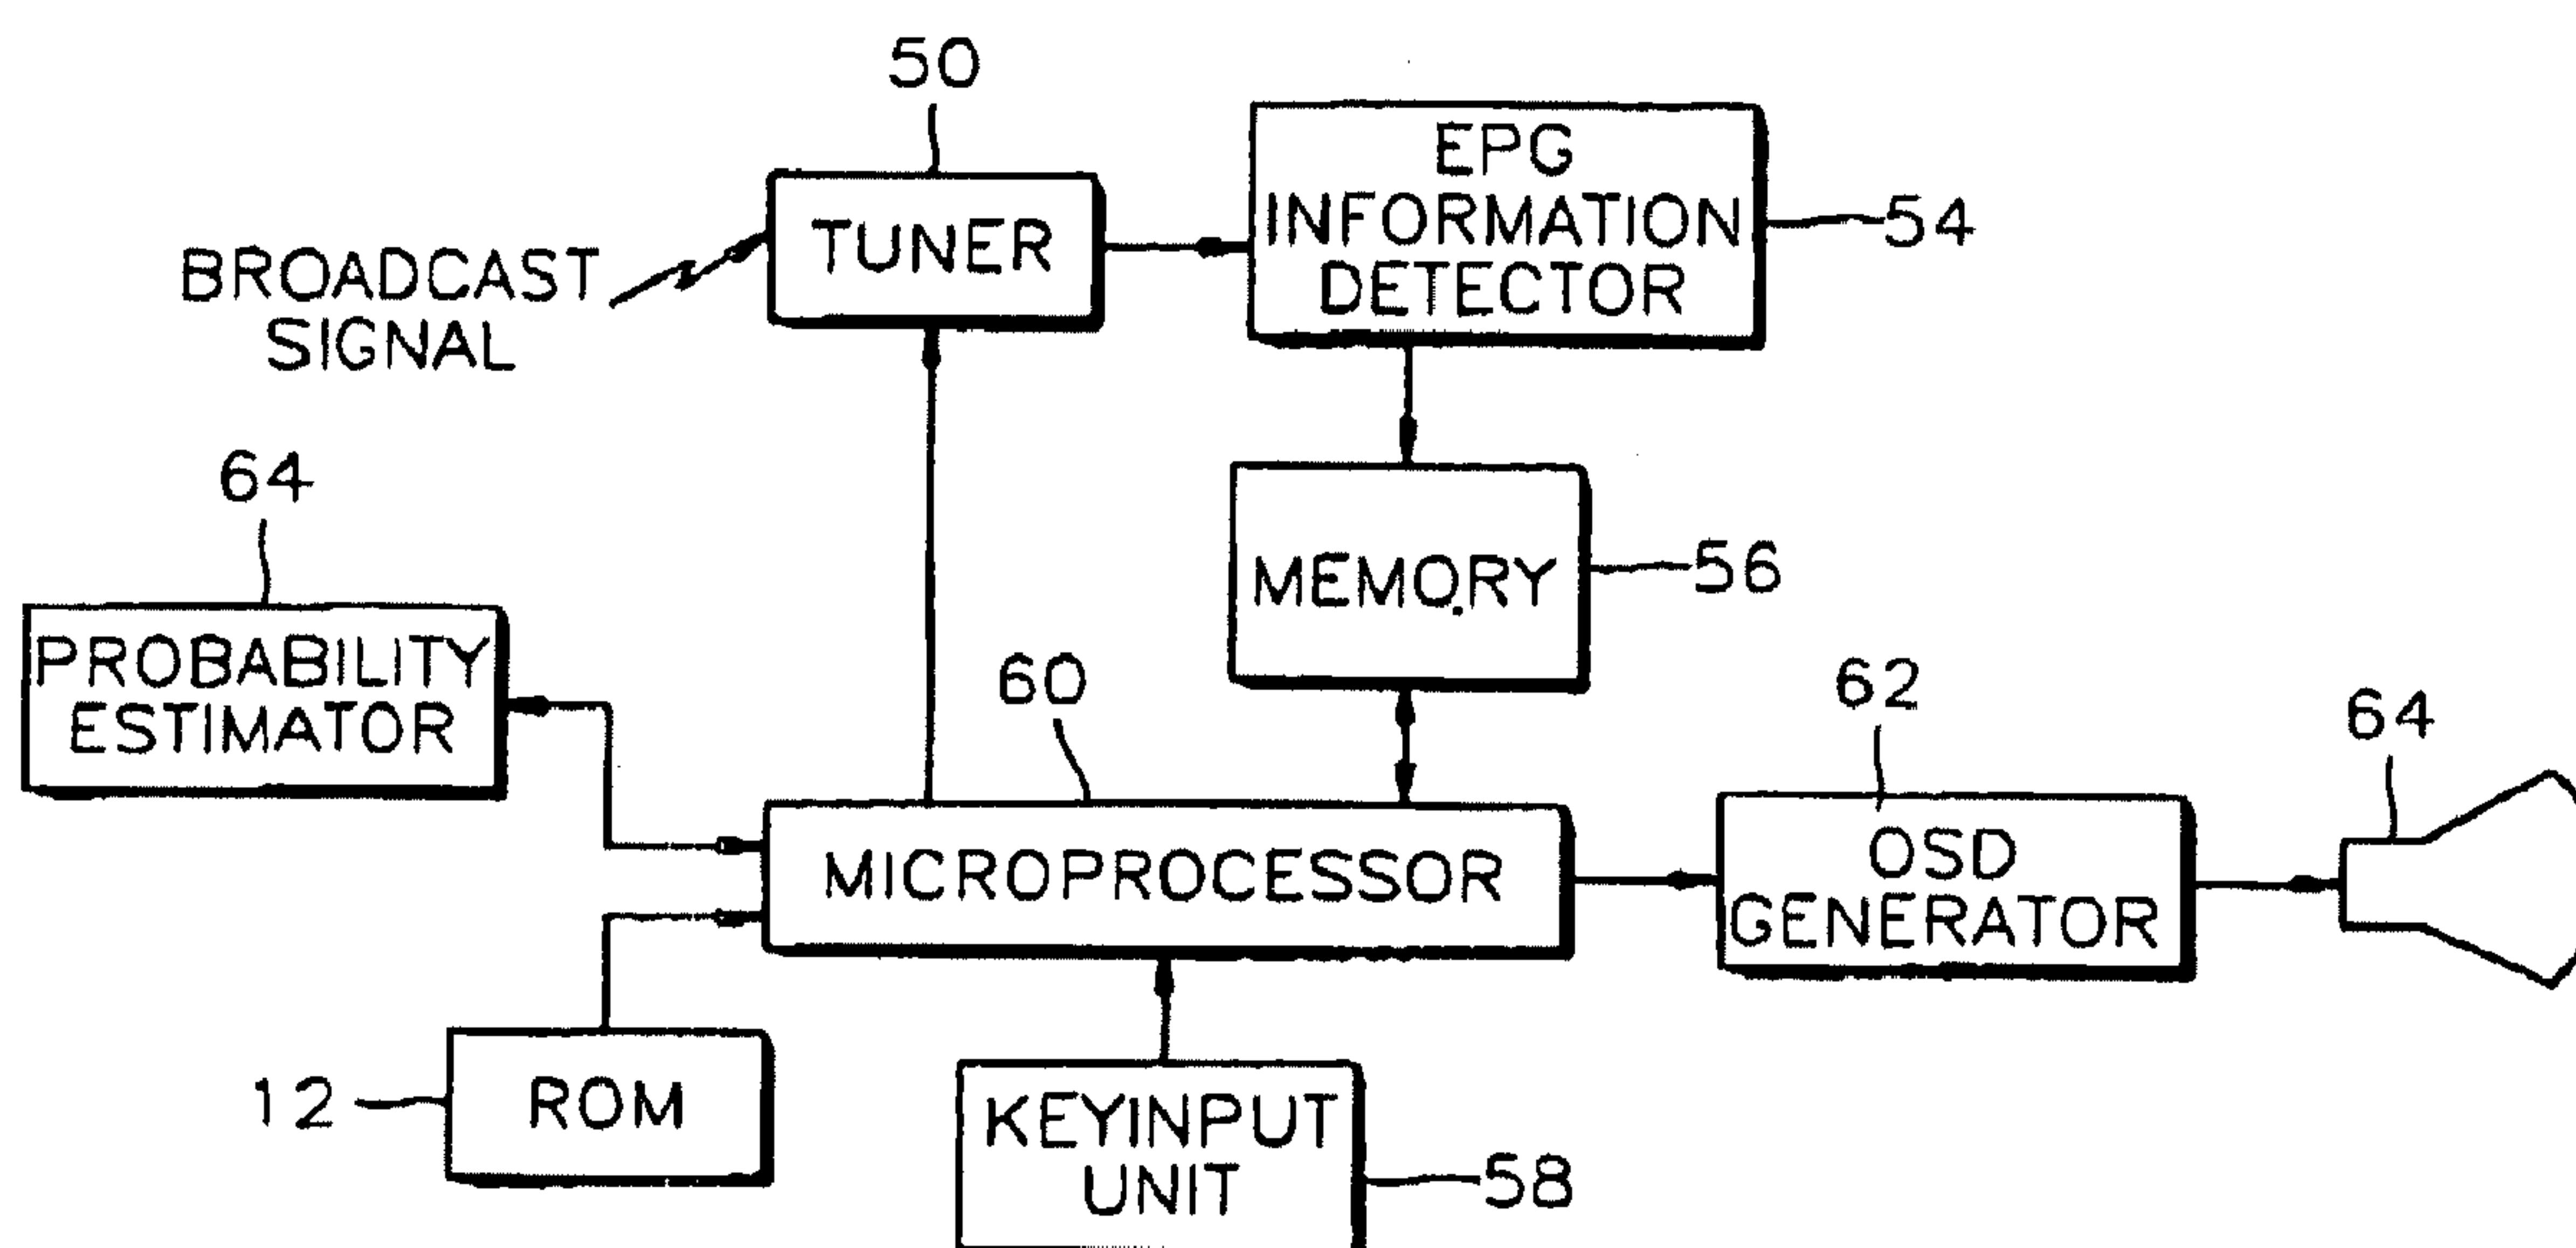 50
TUNER
BROADCAST
SIGNAL
EPG
INFORMATION
DETECTOR
54
64
PROBABILITY
ESTIMATOR
MEMORY
56
60
MICROPROCESSOR
62
OSD
GENERATOR
64
12
ROM
KEYINPUT
UNIT
58